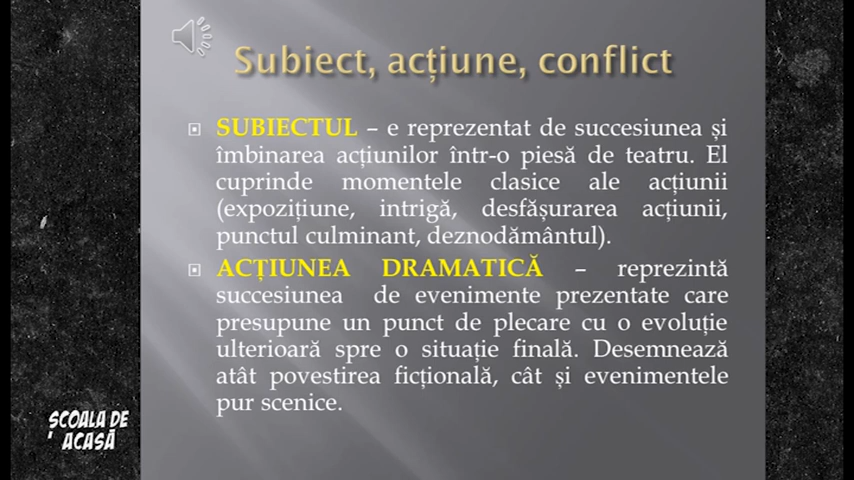 Subiect, acțiune, conflict
SUBIECTUL – e reprezentat de succesiunea și
îmbinarea acțiunilor într-o piesă de teatru. El
cuprinde momentele clasice ale acțiunii
(expozițiune, intrigă, desfășurarea acțiunii,
punctul culminant, deznodământul).
ACȚIUNEA DRAMATICĂ – reprezintă
succesiunea de evenimente prezentate care
presupune un punct de plecare cu o evoluție
ulterioară spre o situație finală. Desemnează
atât povestirea ficțională, cât și evenimentele
pur scenice.
ȘCOALA DE
ACASĂ